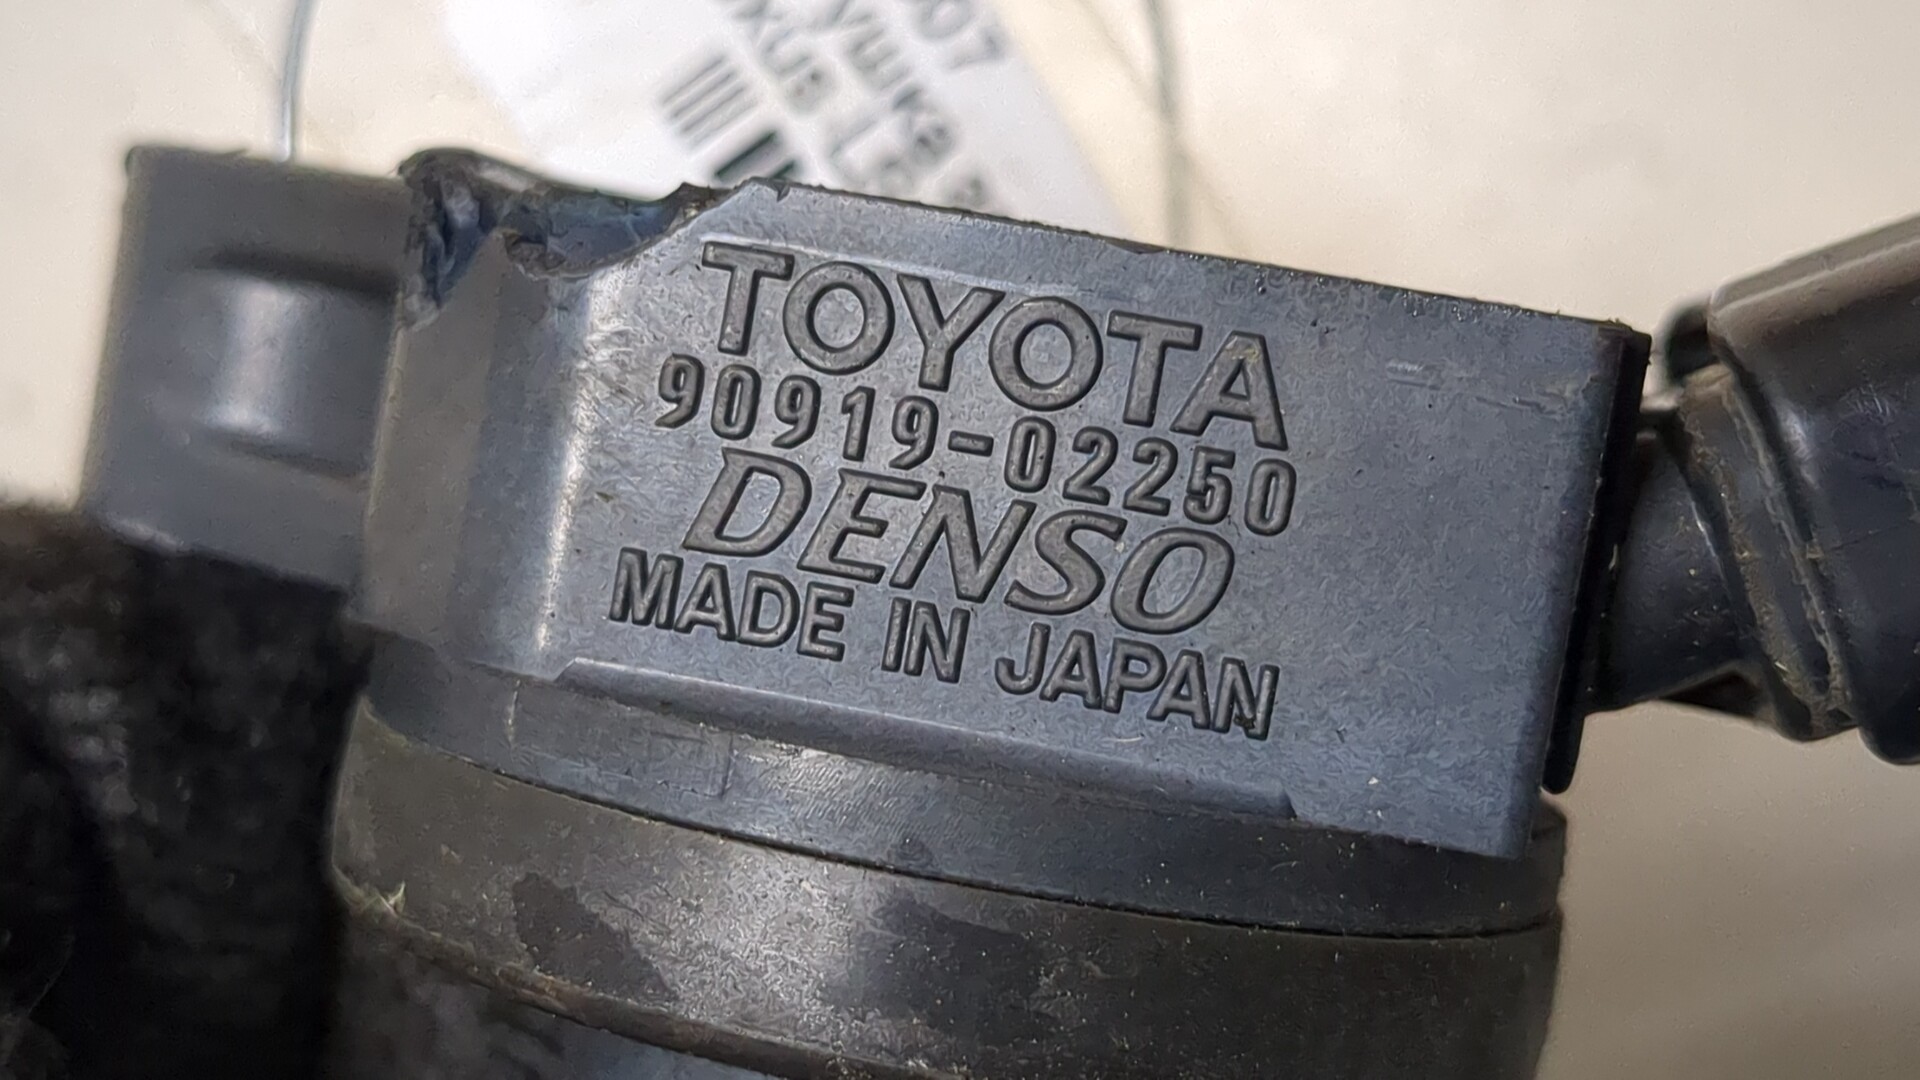 TOYOTA
90919-02250
DENSO
MADE IN JAPAN